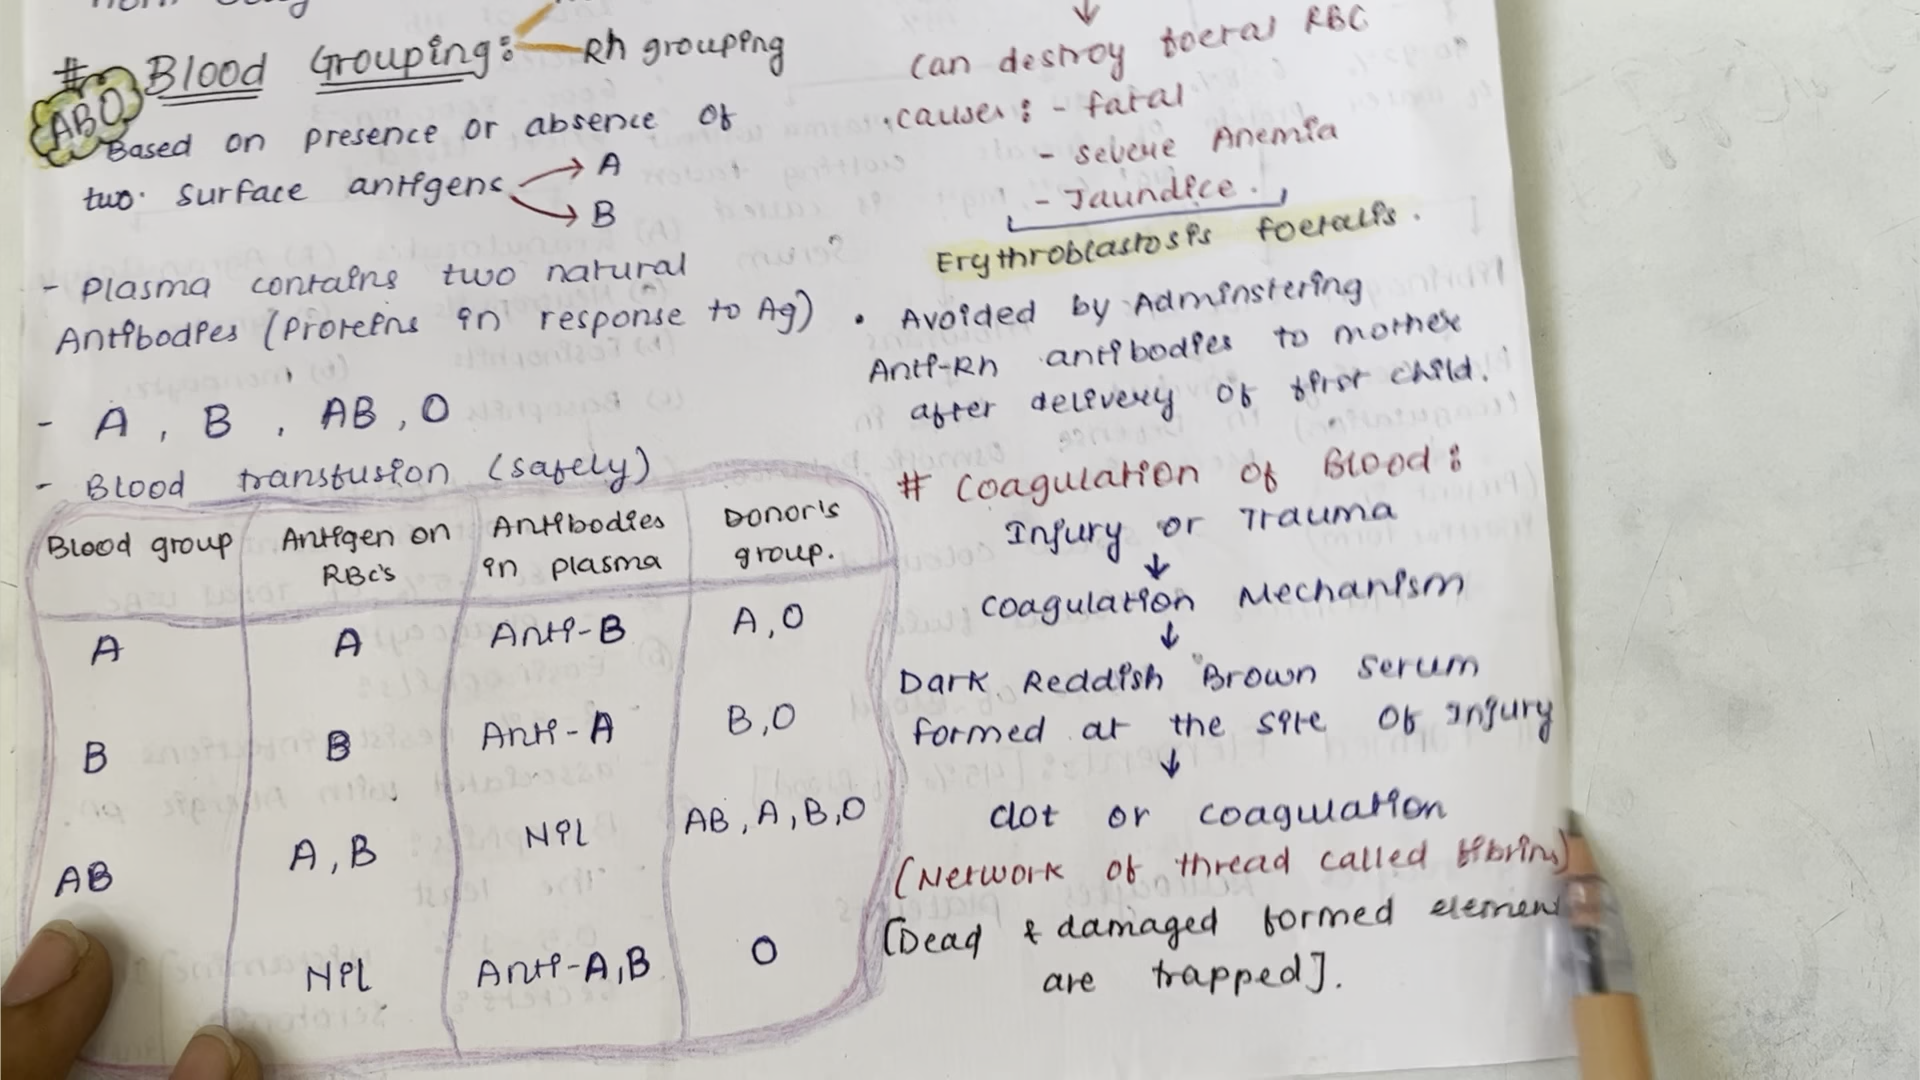 # Blood Grouping:
Rh grouping
ABO
Based on presence or absence of
two surface antigens
A
B
- Plasma contains two natural
Antibodies (Proteins in response to Ag)
- A, B, AB, O
- Blood transfusion (safely)
Blood group | Antigen on RBC's | Antibodies in plasma | Donor's group.
A | A | Anti-B | A, O
B | B | Anti-A | B, O
AB | A, B | Nil | AB, A, B, O
Nil | Anti-A, B | O
can destroy foetal RBC
causes: - fatal
- severe Anemia
- Jaundice.
Erythroblastosis foetalis.
• Avoided by Adminstering
Anti-Rh antibodies to mother
after delivery of first child.
# Coagulation of Blood:
Injury or Trauma
↓
Coagulation Mechanism
↓
Dark Reddish Brown serum
formed at the site of injury
↓
clot or coagulation
(Network of thread called fibrins)
[Dead & damaged formed element
are trapped].